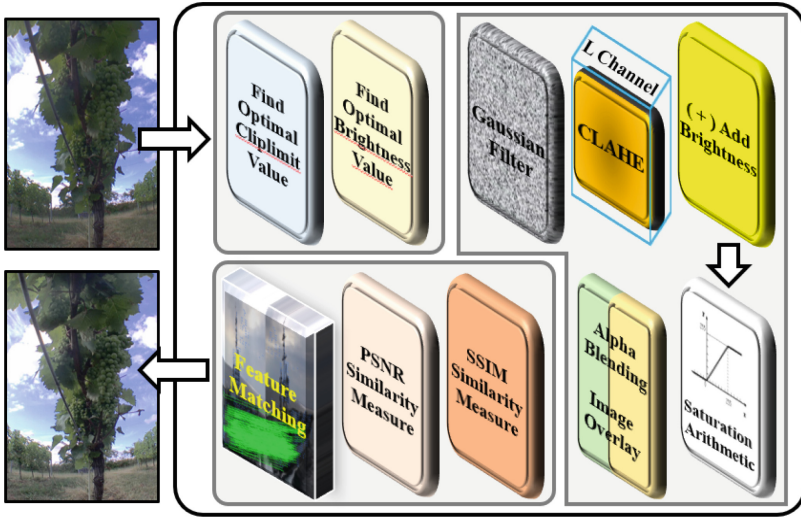 Find
Optimal
Cliplimit
Value
Find
Optimal
Brightness
Value
Gaussian
Filter
L Channel
CLAHE
( + ) Add
Brightness
Feature
Matching
PSNR
Similarity
Measure
SSIM
Similarity
Measure
Alpha
Blending
Image
Overlay
Saturation
Arithmetic